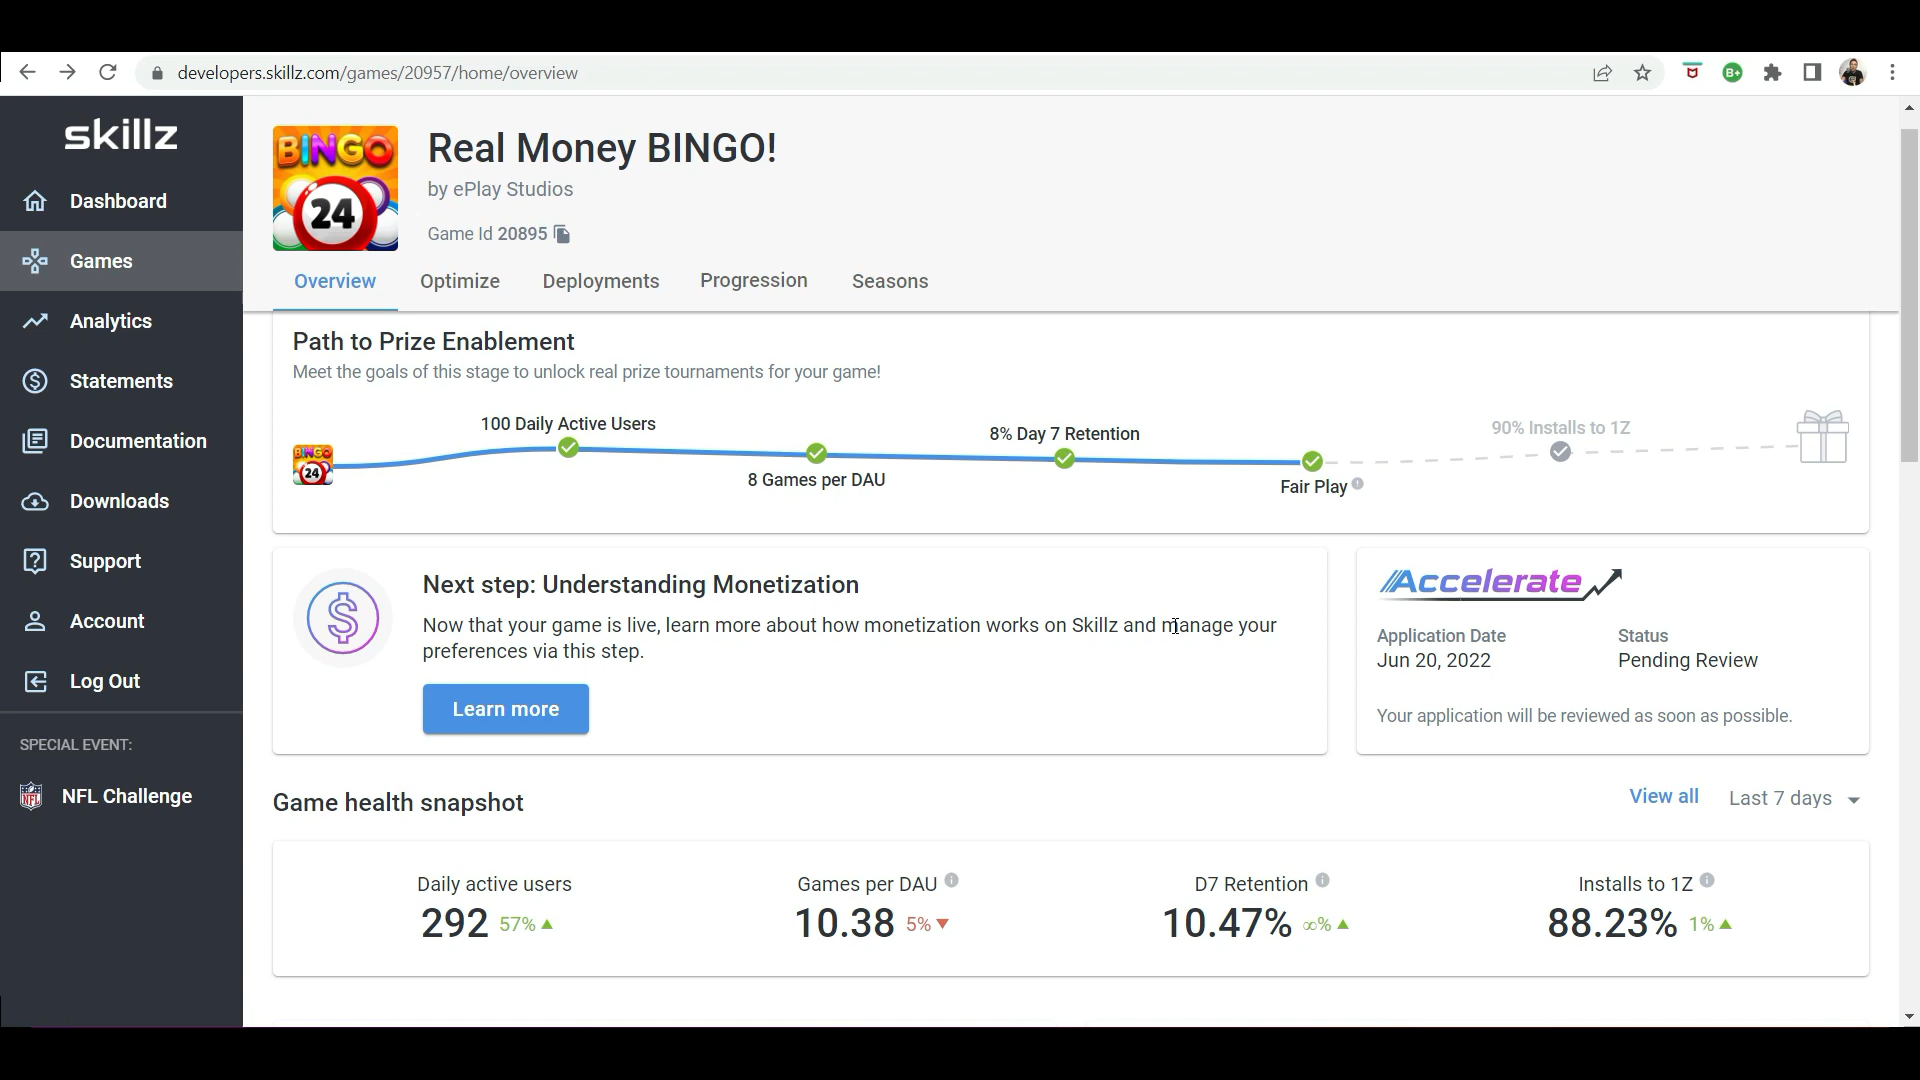 developers.skillz.com/games/20957/home/overview
B+
skillz
Dashboard
Games
Analytics
Statements
Documentation
Downloads
Support
Account
Log Out
SPECIAL EVENT:
NFL
NFL Challenge
BINGO
24
Real Money BINGO!
by ePlay Studios
Game Id 20895
Overview
Optimize
Deployments
Progression
Seasons
Path to Prize Enablement
Meet the goals of this stage to unlock real prize tournaments for your game!
BINGO
24
100 Daily Active Users
8 Games per DAU
8% Day 7 Retention
Fair Play
90% Installs to 1Z
Next step: Understanding Monetization
Now that your game is live, learn more about how monetization works on Skillz and manage your
preferences via this step.
Learn more
Accelerate
Application Date
Jun 20, 2022
Status
Pending Review
Your application will be reviewed as soon as possible.
Game health snapshot
View all
Last 7 days
Daily active users
292 57%
Games per DAU
10.38 5%
D7 Retention
10.47% ∞%
Installs to 1Z
88.23% 1%